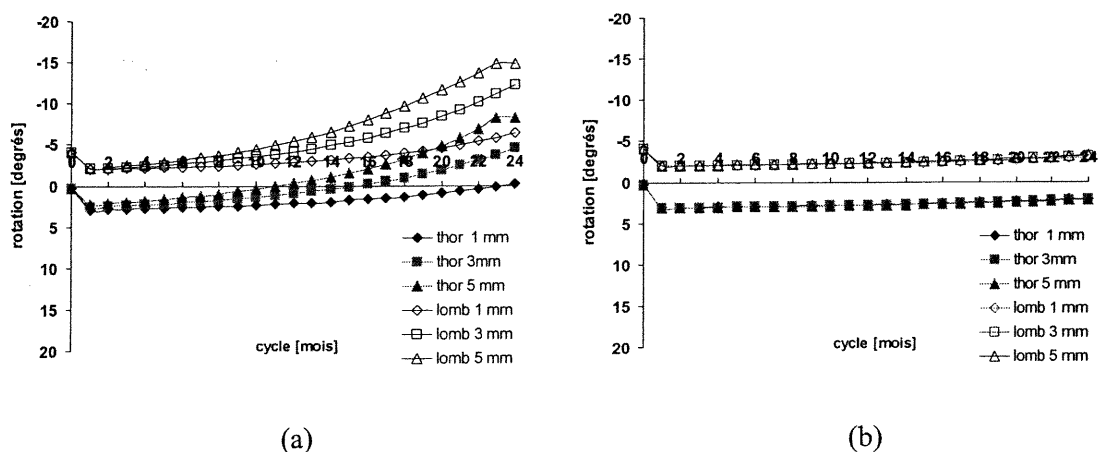 -20
-15
-10
-5
0
5
10
15
20
rotation [degrés]
0 2 4 6 8 10 12 14 16 18 20 22 24
cycle [mois]
thor 1 mm
thor 3mm
thor 5 mm
lomb 1 mm
lomb 3 mm
lomb 5 mm
(a)
-20
-15
-10
-5
0
5
10
15
20
rotation [degrés]
0 2 4 6 8 10 12 14 16 18 20 22 24
cycle [mois]
thor 1 mm
thor 3mm
thor 5 mm
lomb 1 mm
lomb 3 mm
lomb 5 mm
(b)